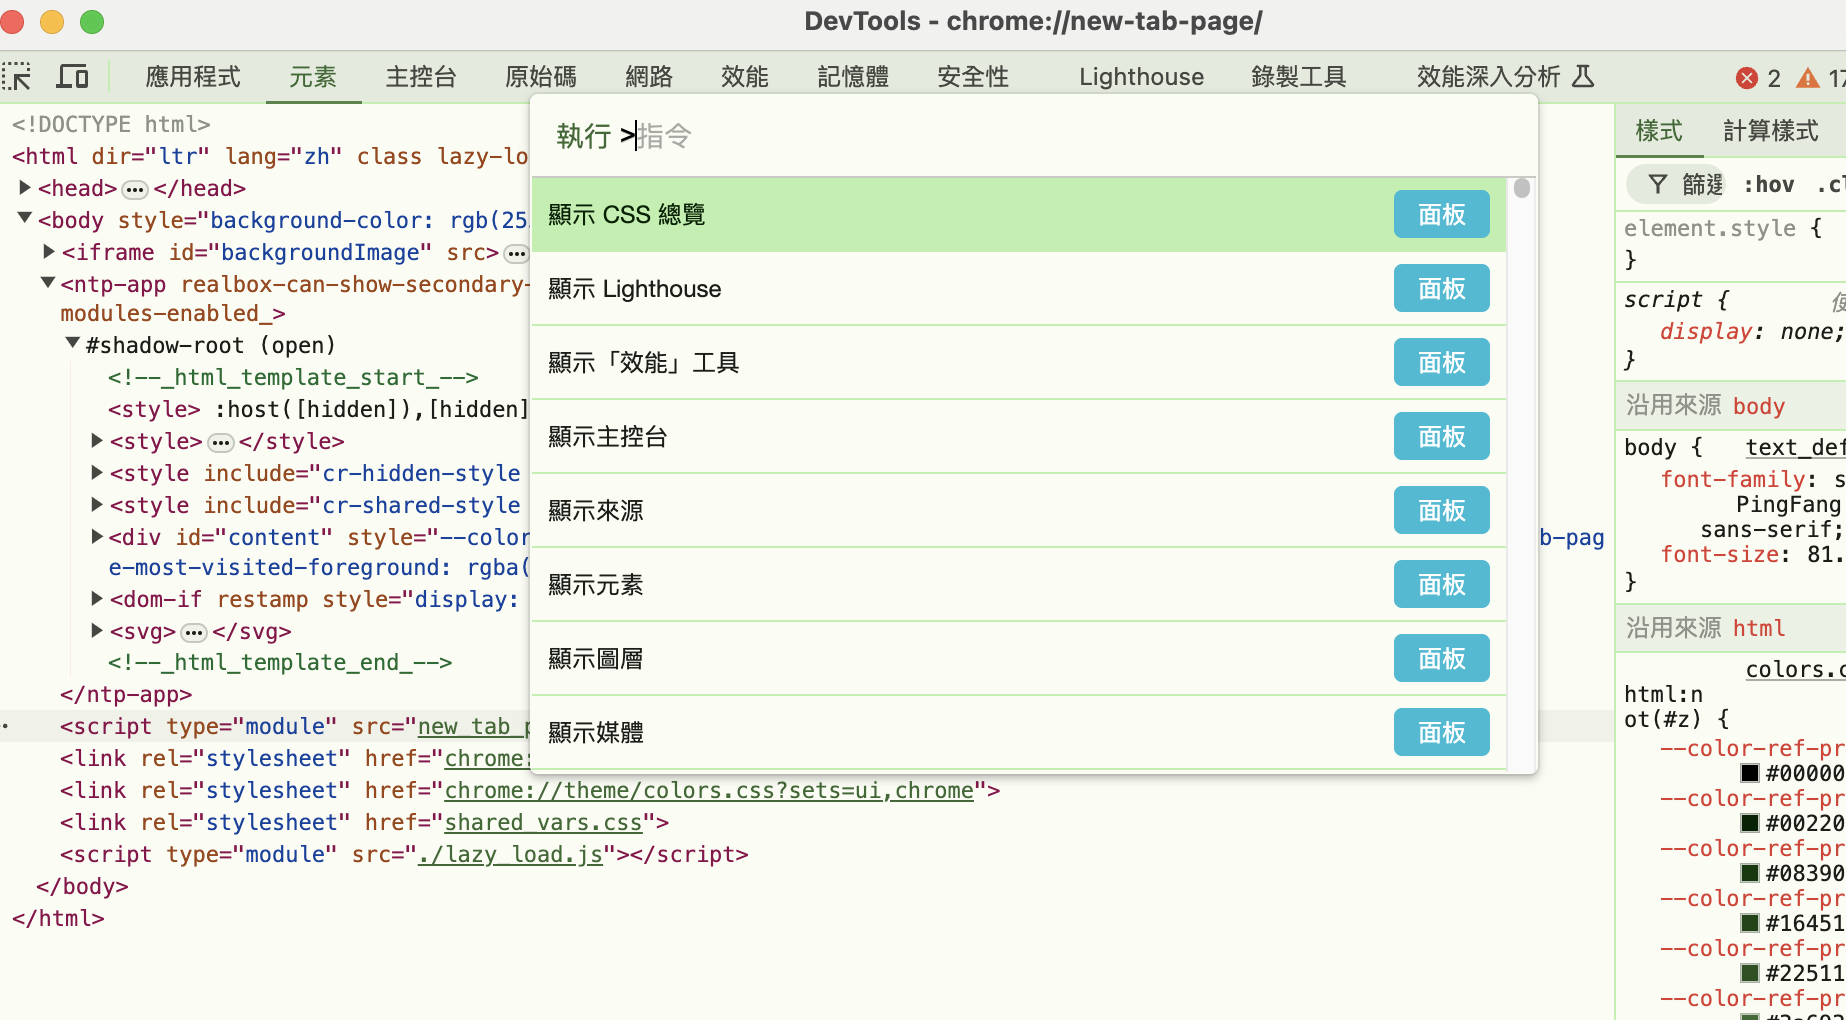 DevTools - chrome://new-tab-page/
應用程式 元素 主控台 原始碼 網路 效能 記憶體 安全性 Lighthouse 錄製工具 效能深入分析 2
<!DOCTYPE html>
<html dir="ltr" lang="zh" class lazy-lo
<head> ••• </head>
<body style="background-color: rgb(25
<iframe id="backgroundImage" src> •••
<ntp-app realbox-can-show-secondary-
modules-enabled_>
#shadow-root (open)
<!--_html_template_start_-->
<style> :host([hidden]),[hidden]
<style> ••• </style>
<style include="cr-hidden-style
<style include="cr-shared-style
<div id="content" style="--color
b-pag
e-most-visited-foreground: rgba(
<dom-if restamp style="display:
<svg> ••• </svg>
<!--_html_template_end_-->
</ntp-app>
<script type="module" src="new_tab_p
<link rel="stylesheet" href="chrome:
<link rel="stylesheet" href="chrome://theme/colors.css?sets=ui,chrome">
<link rel="stylesheet" href="shared_vars.css">
<script type="module" src="./lazy_load.js"></script>
</body>
</html>
執行 >指令
顯示 CSS 總覽 面板
顯示 Lighthouse 面板
顯示「效能」工具 面板
顯示主控台 面板
顯示來源 面板
顯示元素 面板
顯示圖層 面板
顯示媒體 面板
樣式 計算樣式
篩選 :hov .cl
element.style {
}
script { 使
display: none;
}
沿用來源 body
body { text_def
font-family: s
PingFang
sans-serif;
font-size: 81.
}
沿用來源 html
colors.c
html:n
ot(#z) {
--color-ref-pr
#00000
--color-ref-pr
#00220
--color-ref-pr
#08390
--color-ref-pr
#16451
--color-ref-pr
#22511
--color-ref-pr